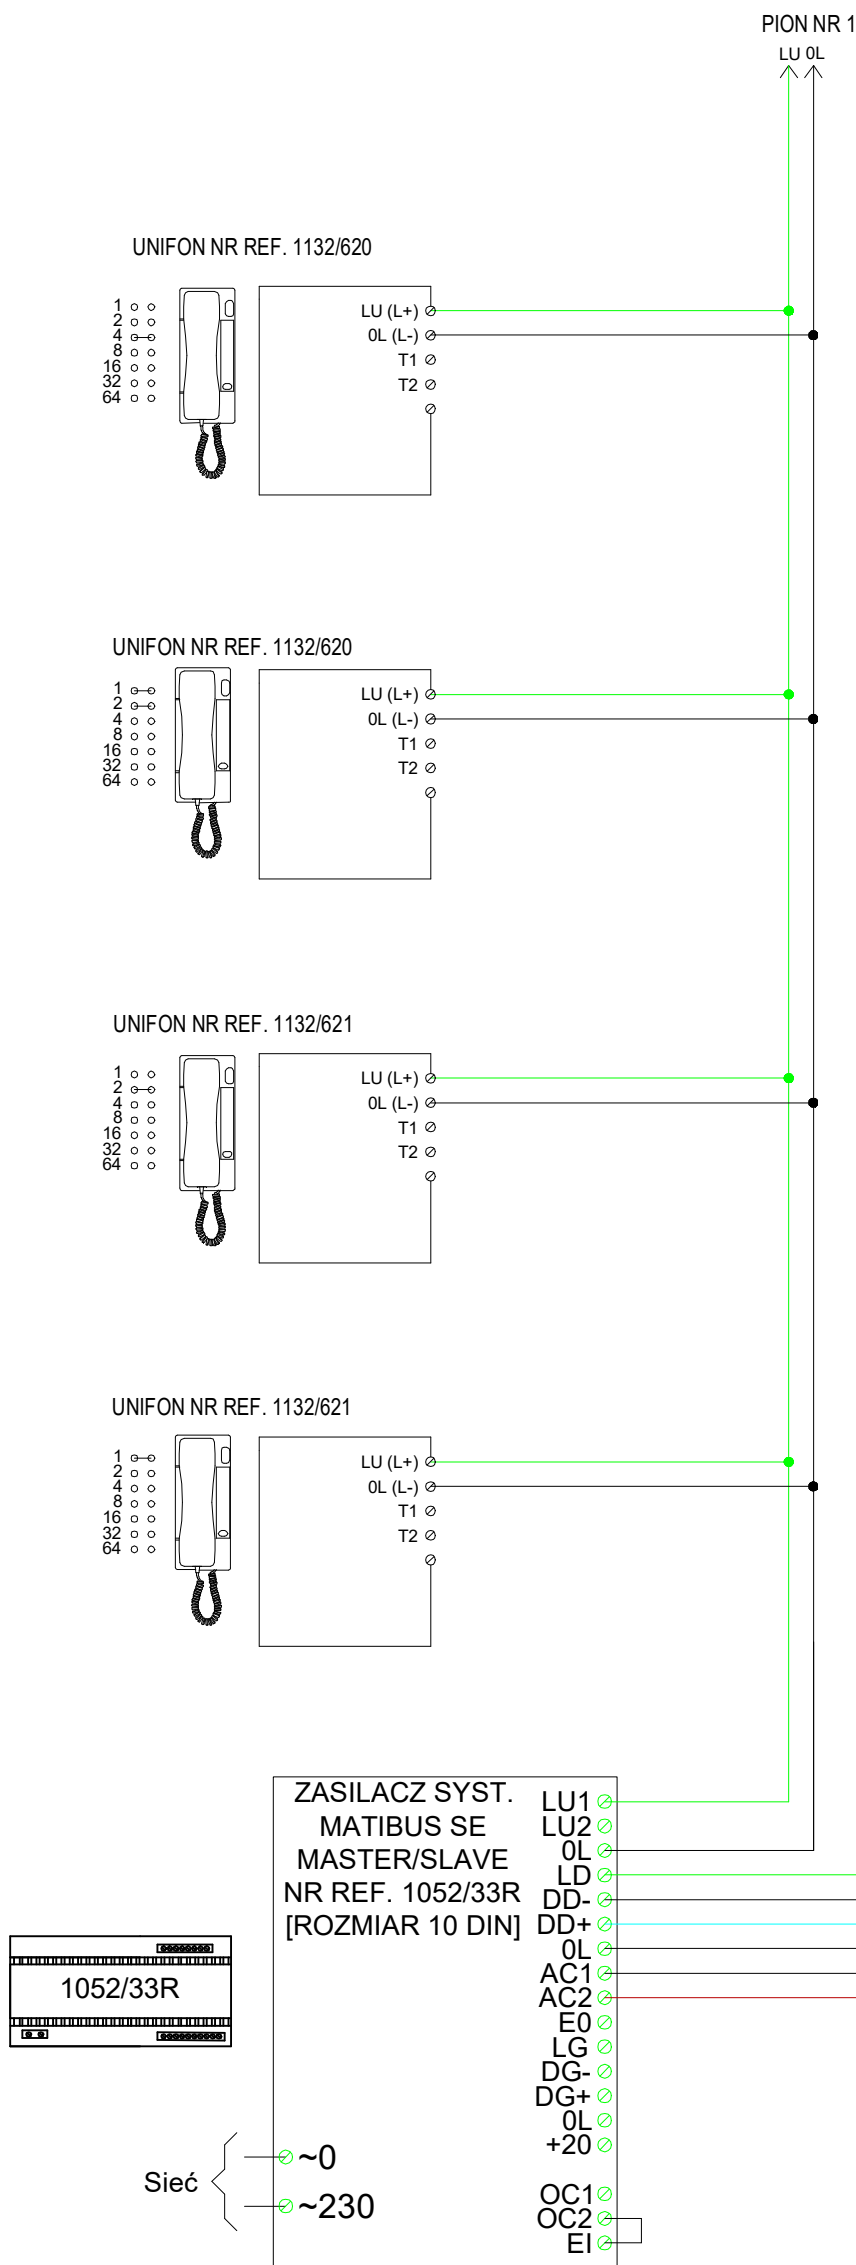 PION NR 1
LU 0L
UNIFON NR REF. 1132/620
1
2
4
8
16
32
64
LU (L+)
0L (L-)
T1
T2
UNIFON NR REF. 1132/620
1
2
4
8
16
32
64
LU (L+)
0L (L-)
T1
T2
UNIFON NR REF. 1132/621
1
2
4
8
16
32
64
LU (L+)
0L (L-)
T1
T2
UNIFON NR REF. 1132/621
1
2
4
8
16
32
64
LU (L+)
0L (L-)
T1
T2
ZASILACZ SYST.
MATIBUS SE
MASTER/SLAVE
NR REF. 1052/33R
[ROZMIAR 10 DIN]
LU1
LU2
0L
LD
DD-
DD+
0L
AC1
AC2
E0
LG
DG-
DG+
0L
+20
OC1
OC2
EI
1052/33R
Sieć
~0
~230